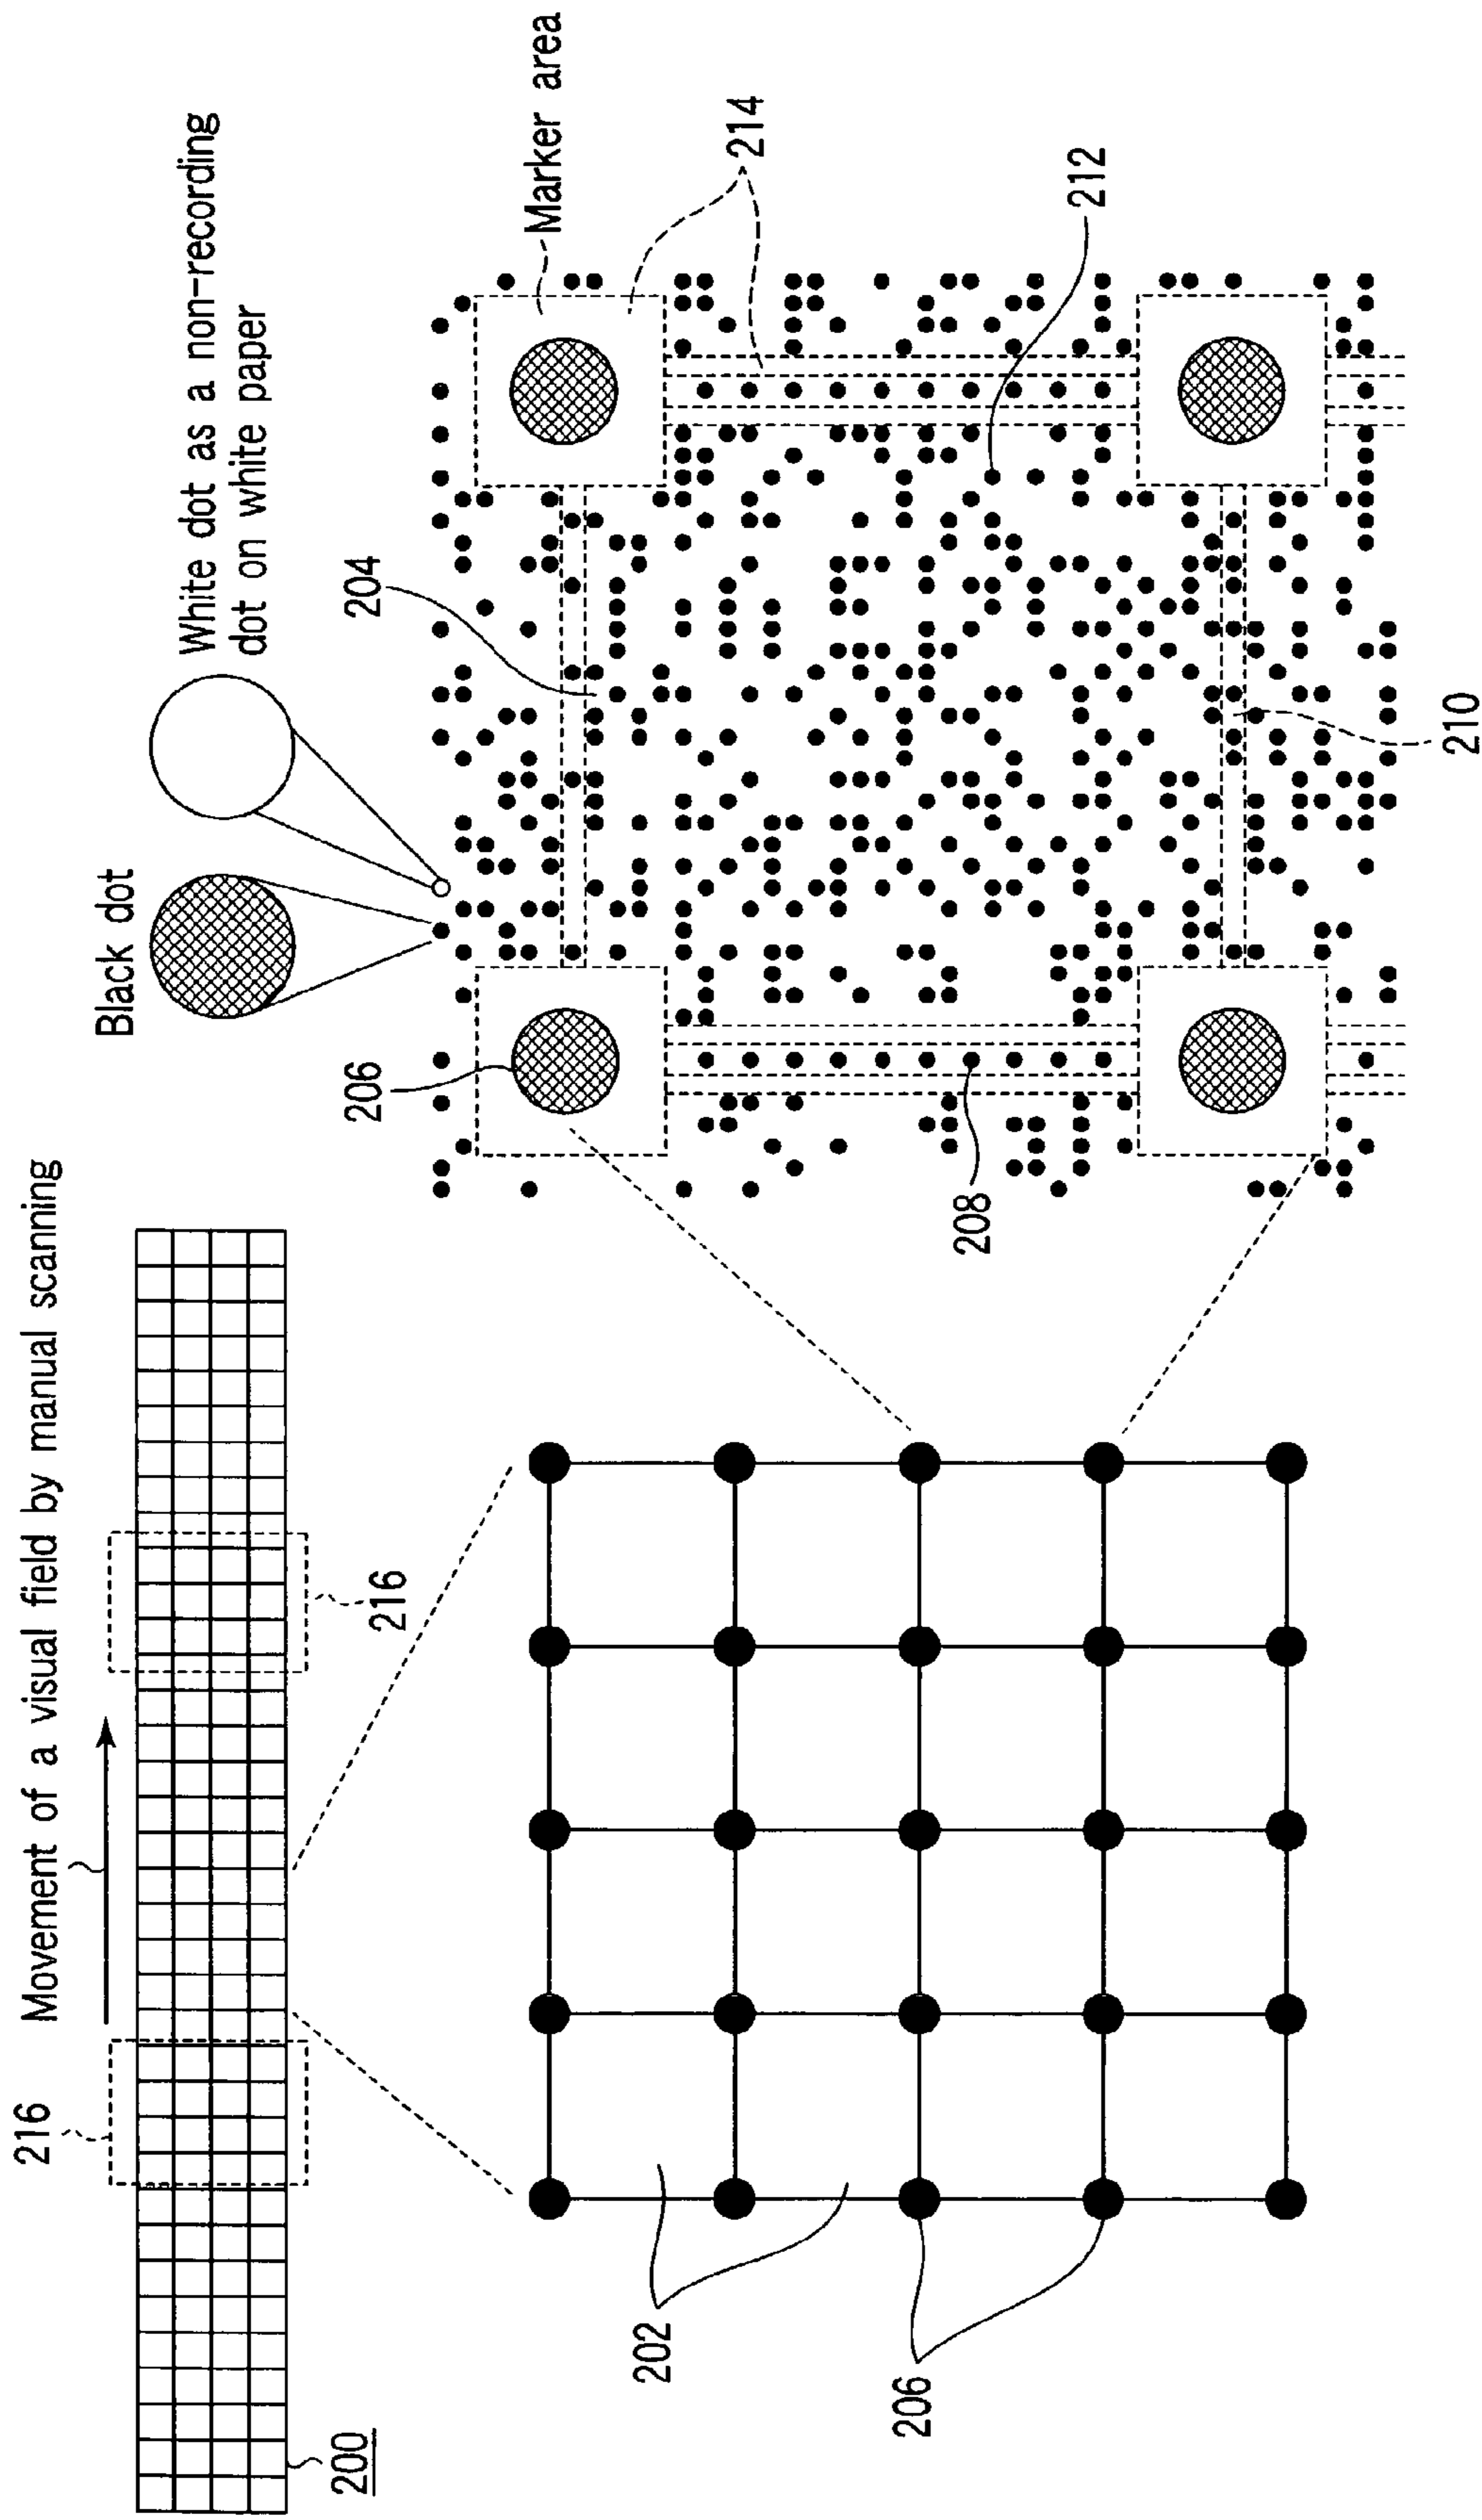 216
Movement of a visual field by manual scanning
200
216
202
206
Black dot
White dot as a non-recording
dot on white paper
206
204
Marker area
214
208
212
210